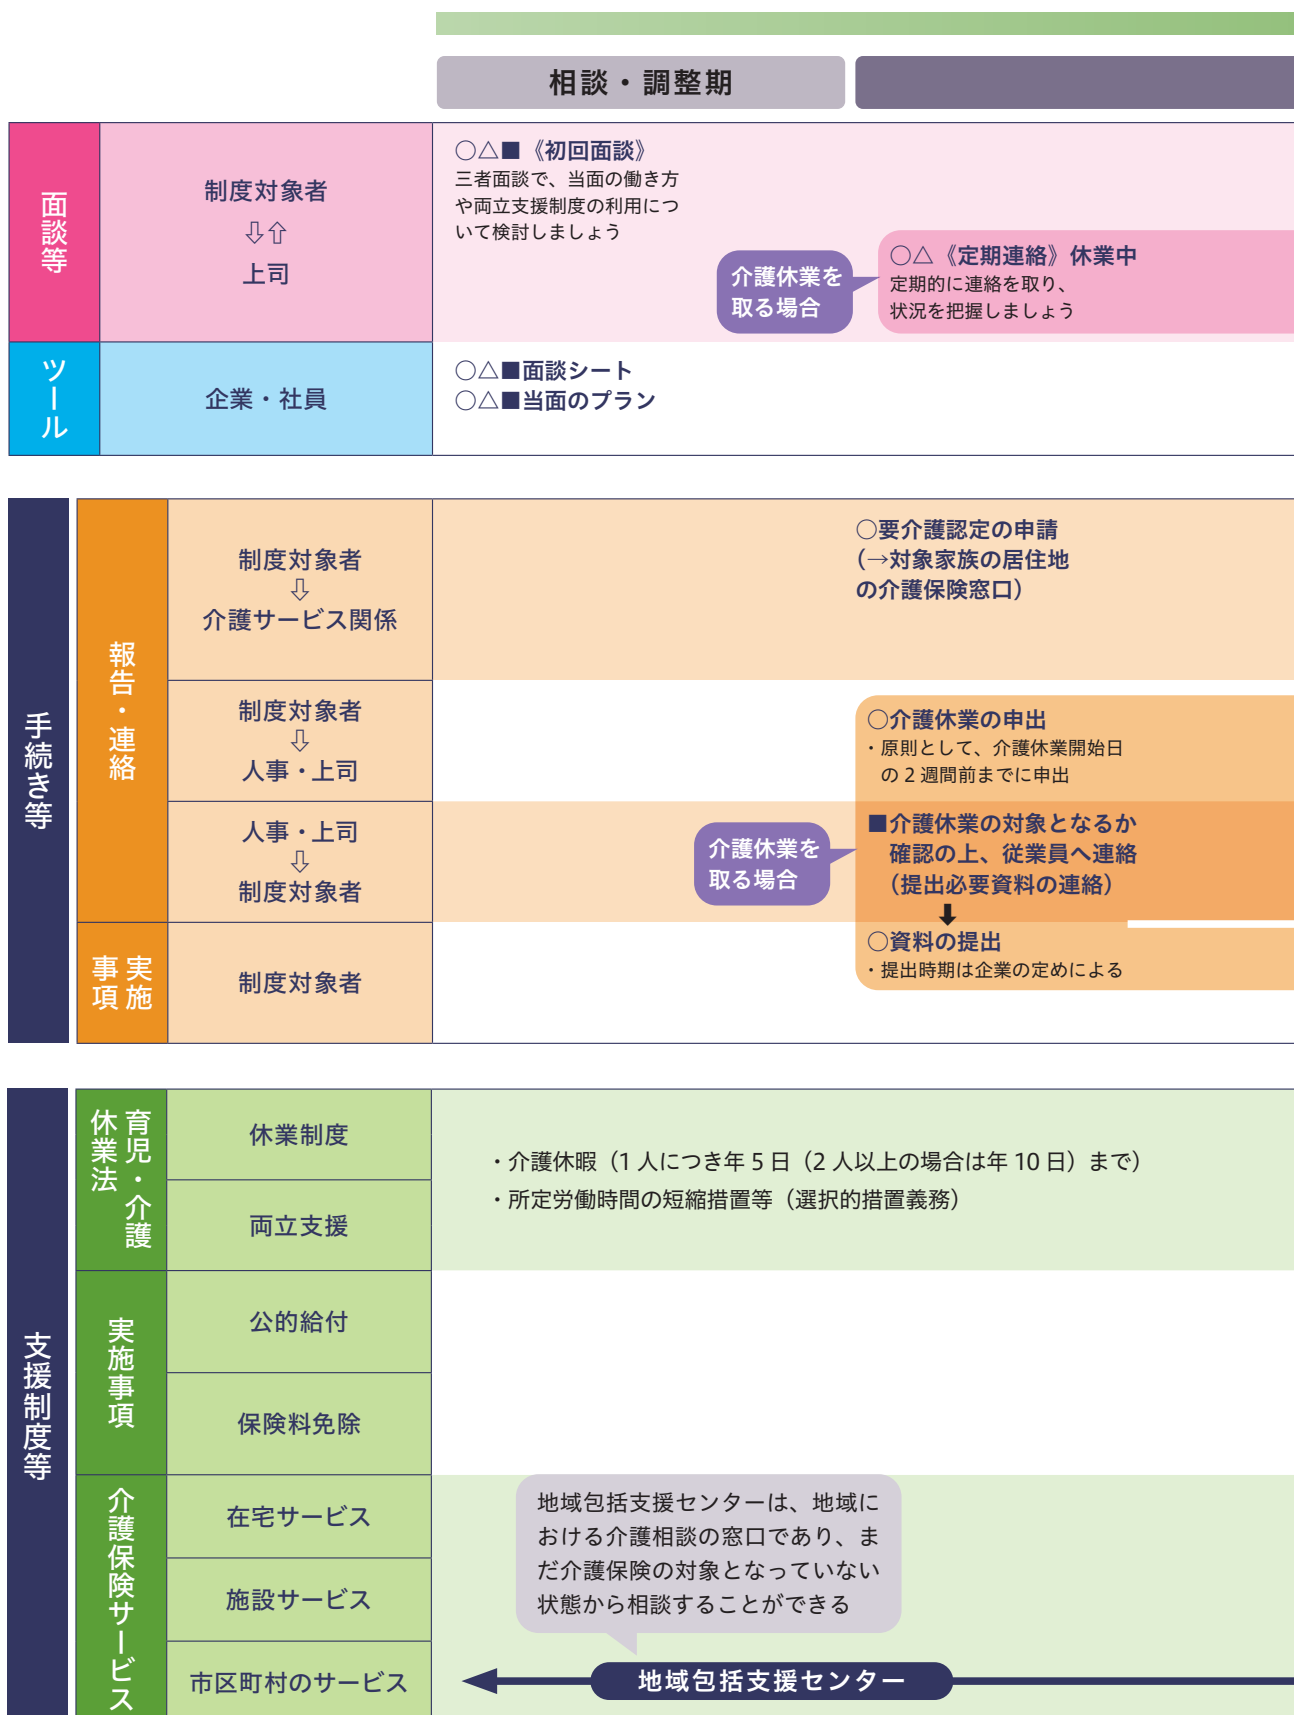 相談・調整期
面談等
制度対象者
⇩⇧
上司
○△■《初回面談》
三者面談で、当面の働き方
や両立支援制度の利用につ
いて検討しましょう
介護休業を
取る場合
○△《定期連絡》休業中
定期的に連絡を取り、
状況を把握しましょう
ツール
企業・社員
○△■面談シート
○△■当面のプラン
手続き等
報告・連絡
制度対象者
⇩
介護サービス関係
○要介護認定の申請
(→対象家族の居住地
の介護保険窓口)
制度対象者
⇩
人事・上司
○介護休業の申出
・原則として、介護休業開始日
の2週間前までに申出
人事・上司
⇩
制度対象者
介護休業を
取る場合
■介護休業の対象となるか
確認の上、従業員へ連絡
(提出必要資料の連絡)
⬇
実施
事項
制度対象者
○資料の提出
・提出時期は企業の定めによる
支援制度等
育児・介護
休業法
休業制度
・介護休暇(1人につき年5日(2人以上の場合は年10日)まで)
・所定労働時間の短縮措置等(選択的措置義務)
両立支援
実施事項
公的給付
保険料免除
介護保険サービス
在宅サービス
地域包括支援センターは、地域に
おける介護相談の窓口であり、ま
だ介護保険の対象となっていない
状態から相談することができる
施設サービス
市区町村のサービス
地域包括支援センター